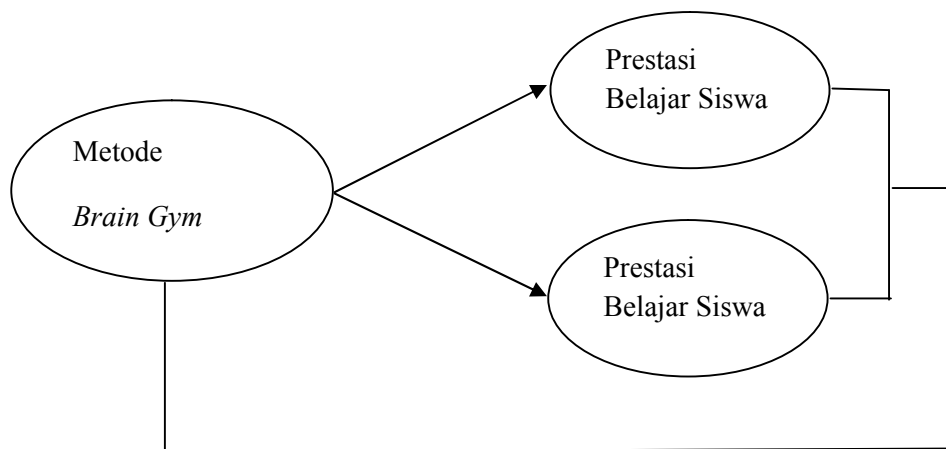 Prestasi
Belajar Siswa
Metode
Brain Gym
Prestasi
Belajar Siswa